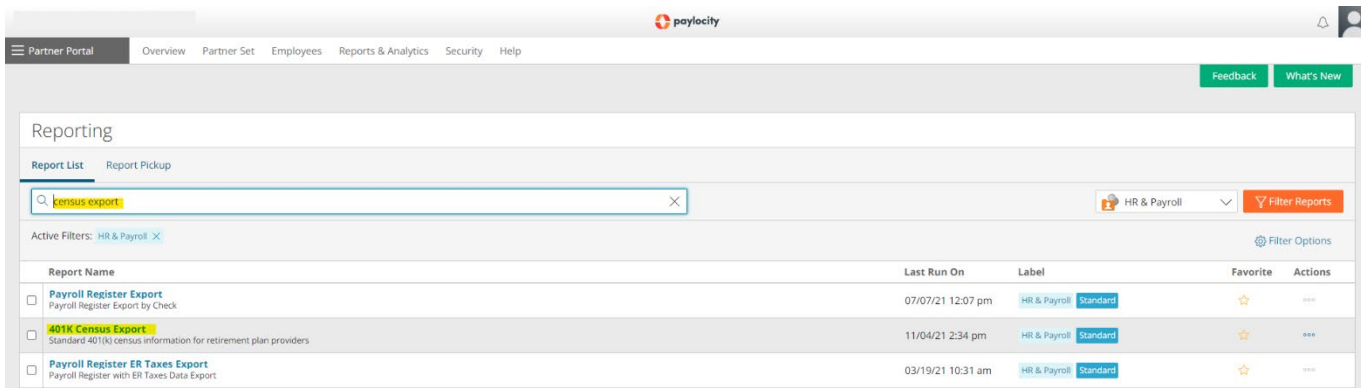 paylocity
Partner Portal Overview Partner Set Employees Reports & Analytics Security Help
Feedback What's New
Reporting
Report List Report Pickup
census export HR & Payroll Filter Reports
Active Filters: HR & Payroll Filter Options
Report Name Last Run On Label Favorite Actions
Payroll Register Export
Payroll Register Export by Check 07/07/21 12:07 pm HR & Payroll Standard
401K Census Export
Standard 401(k) census information for retirement plan providers 11/04/21 2:34 pm HR & Payroll Standard
Payroll Register ER Taxes Export
Payroll Register with ER Taxes Data Export 03/19/21 10:31 am HR & Payroll Standard